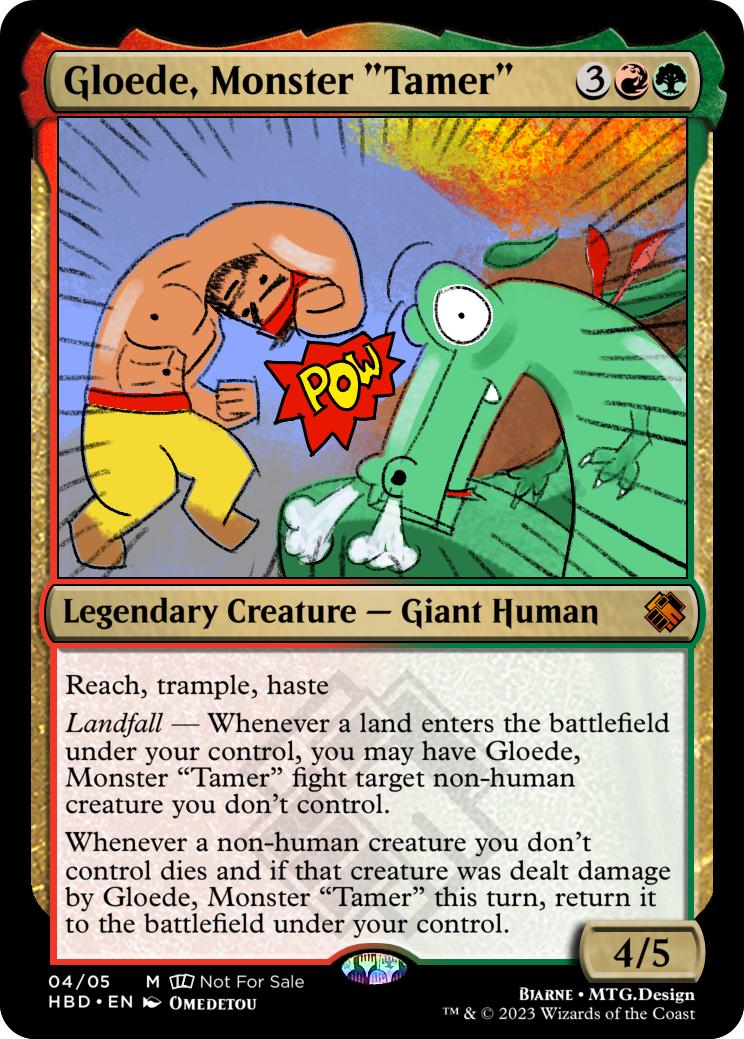 Gloede, Monster "Tamer" 3
POW
Legendary Creature — Giant Human
Reach, trample, haste
Landfall — Whenever a land enters the battlefield
under your control, you may have Gloede,
Monster “Tamer” fight target non-human
creature you don’t control.
Whenever a non-human creature you don’t
control dies and if that creature was dealt damage
by Gloede, Monster “Tamer” this turn, return it
to the battlefield under your control.
4/5
04/05 M Not For Sale
HBD • EN Omedetou
Bjarne • MTG.Design
™ & © 2023 Wizards of the Coast